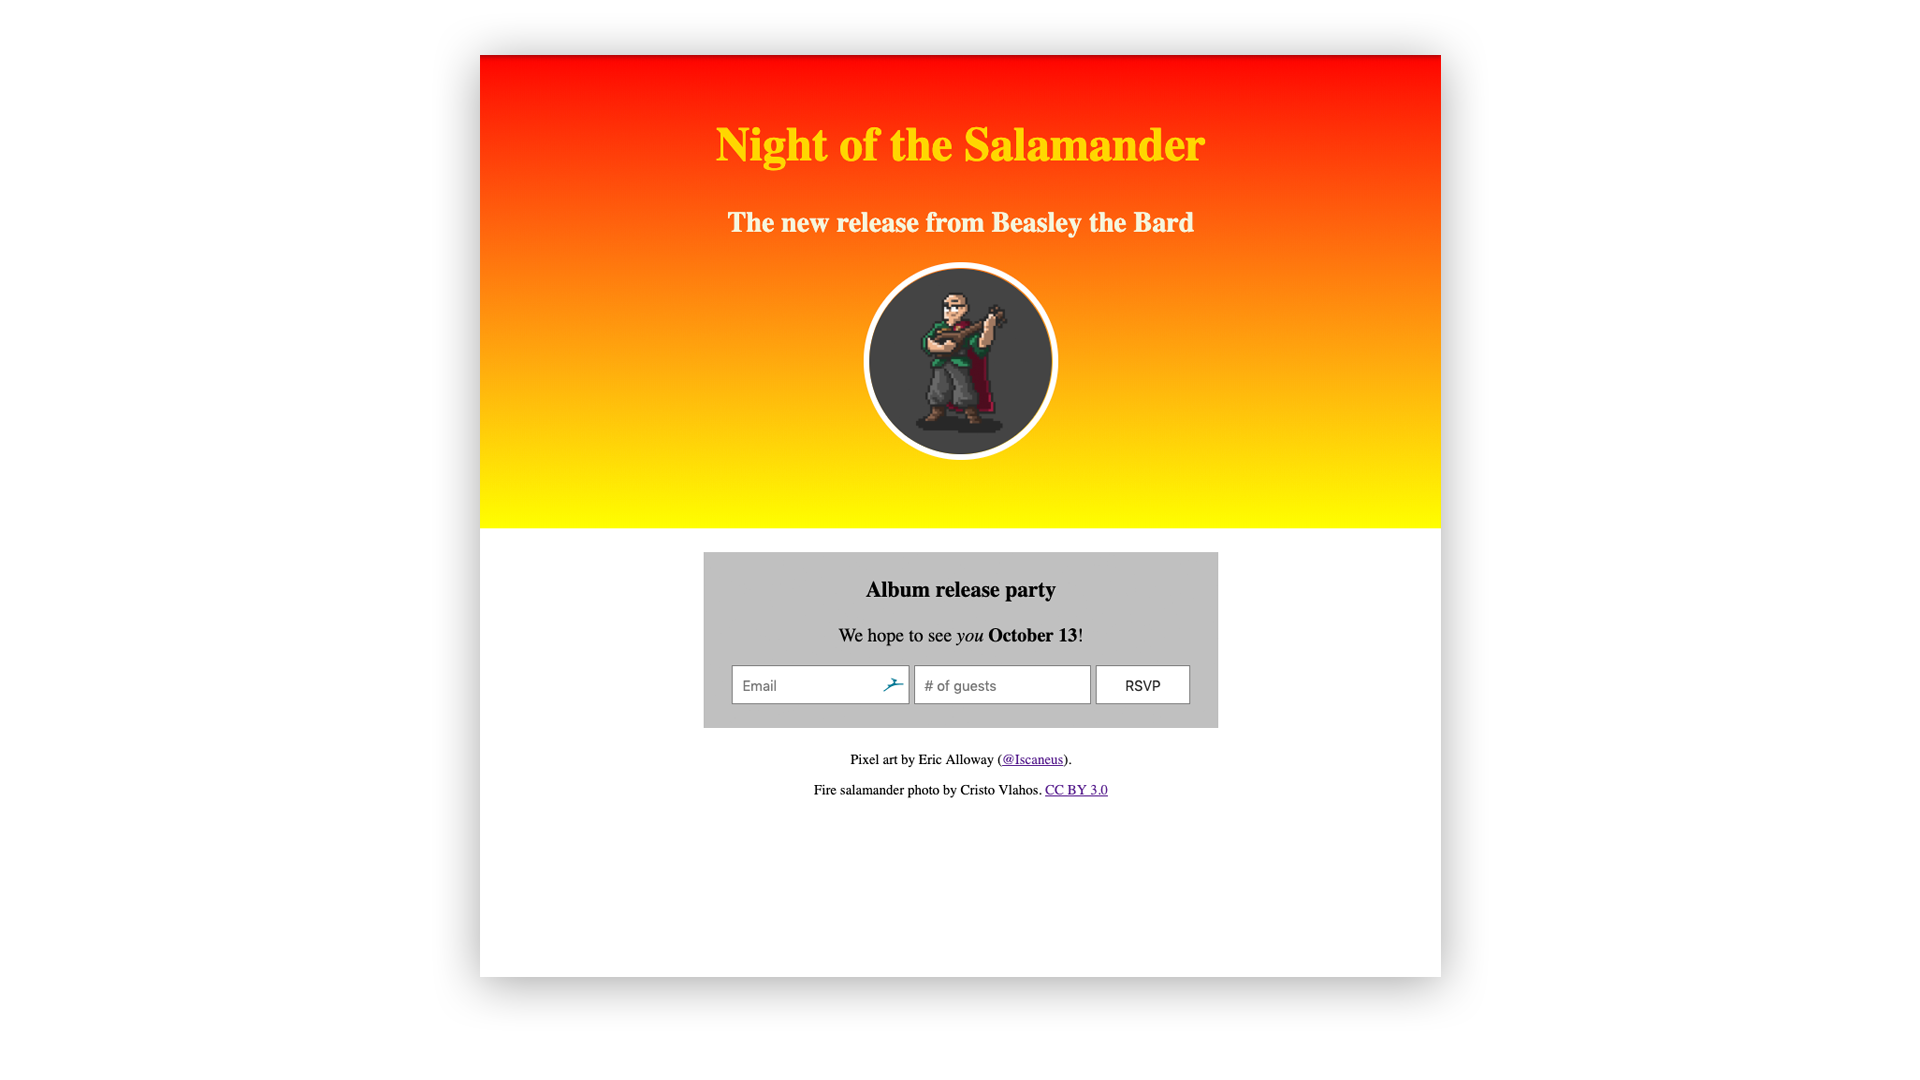 Night of the Salamander
The new release from Beasley the Bard
Album release party
We hope to see you October 13!
Email
# of guests
RSVP
Pixel art by Eric Alloway (@Iscaneus).
Fire salamander photo by Cristo Vlahos. CC BY 3.0